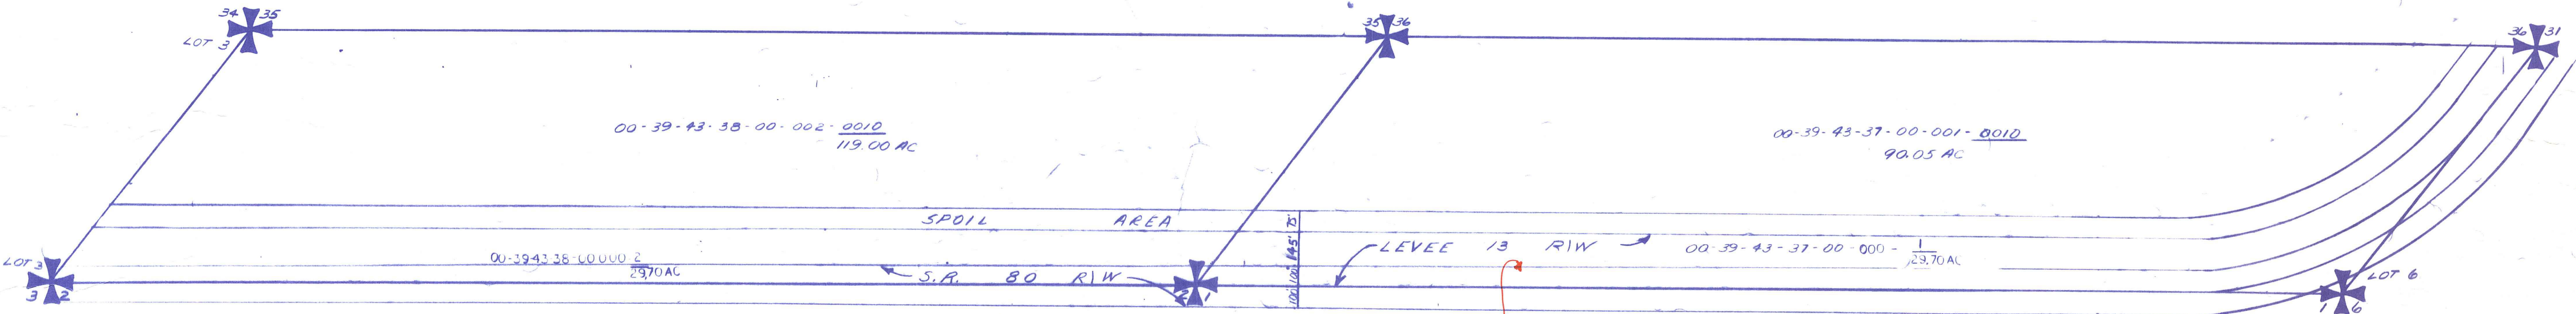 34 35
LOT 3
35 36
36 31
00-39-43-38-00-002-0010
119.00 AC
00-39-43-37-00-001-0010
90.05 AC
SPOIL AREA
75'
145'
100'
100'
LEVEE 13 R/W
00-39-43-37-00-000-1
29.70 AC
00-39-43 38-00 000 2
29.70 AC
S.R. 80 R/W
LOT 3
3 2
2 1
LOT 6
1 6